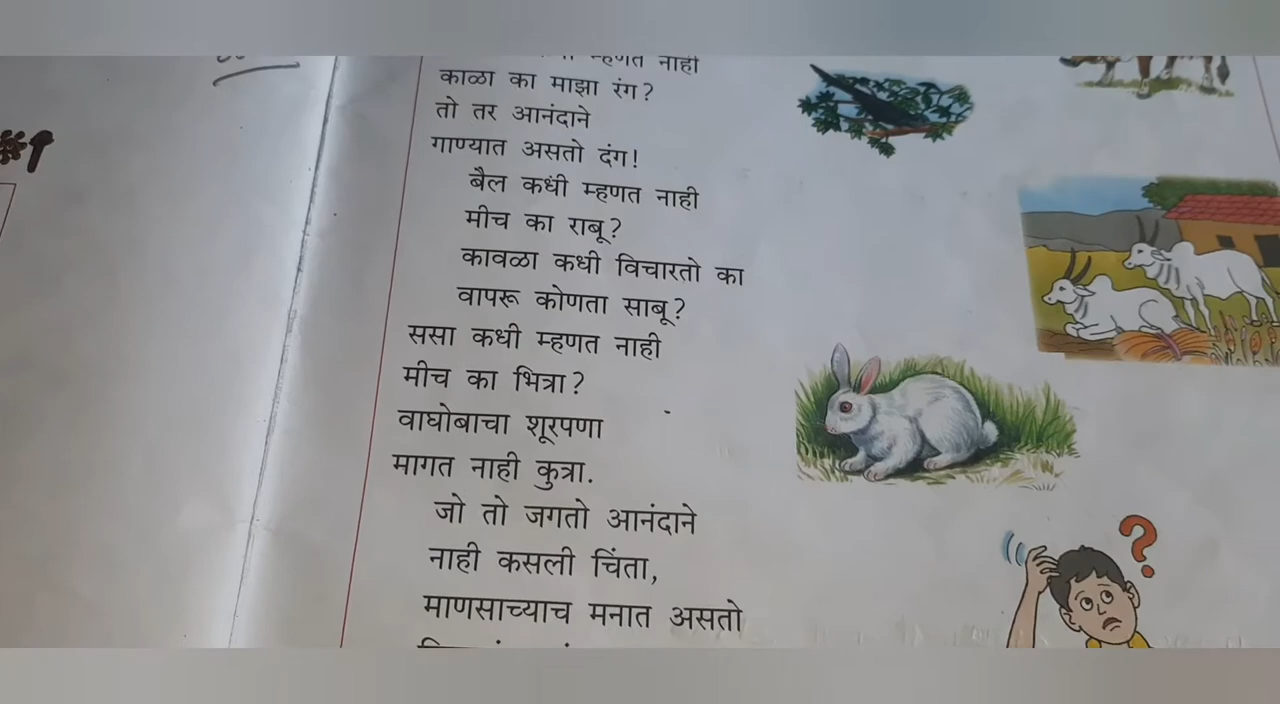 म्हणत नाही
काळा का माझा रंग?
तो तर आनंदाने
गाण्यात असतो दंग!
बैल कधी म्हणत नाही
मीच का राबू?
कावळा कधी विचारतो का
वापरू कोणता साबू?
ससा कधी म्हणत नाही
मीच का भित्रा?
वाघोबाचा शूरपणा
मागत नाही कुत्रा.
जो तो जगतो आनंदाने
नाही कसली चिंता,
माणसाच्याच मनात असतो